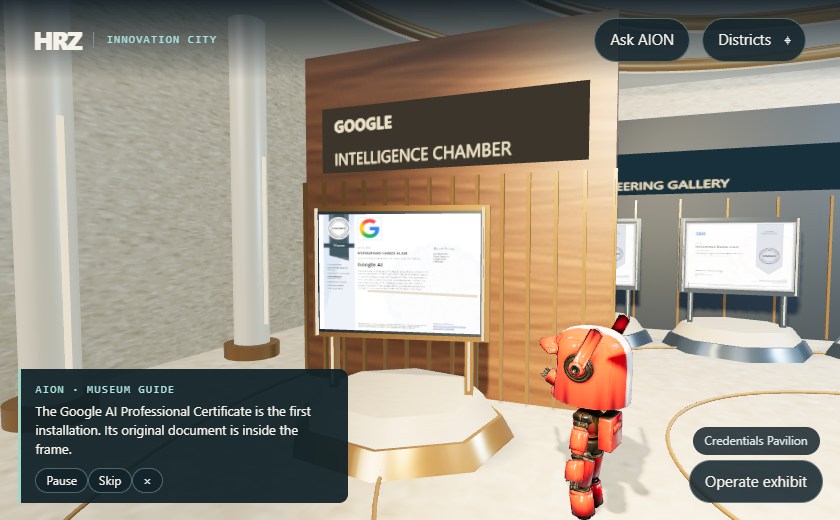 HRZ
INNOVATION CITY
Ask AION
Districts
GOOGLE
INTELLIGENCE CHAMBER
EERING GALLERY
Google AI
AION · MUSEUM GUIDE
The Google AI Professional Certificate is the first
installation. Its original document is inside the
frame.
Pause
Skip
×
Credentials Pavilion
Operate exhibit